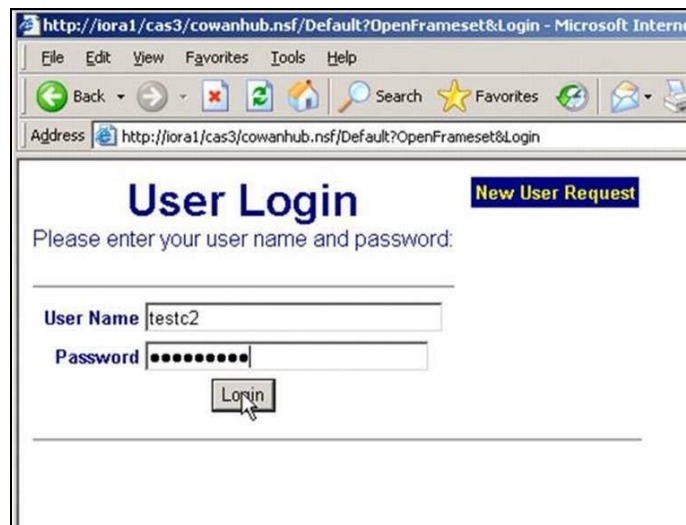 http://iora1/cas3/cowanhub.nsf/Default?OpenFrameset&Login - Microsoft Interne
File Edit View Favorites Tools Help
Back Search Favorites
Address http://iora1/cas3/cowanhub.nsf/Default?OpenFrameset&Login
User Login
New User Request
Please enter your user name and password:
User Name testc2
Password •••••••••
Login